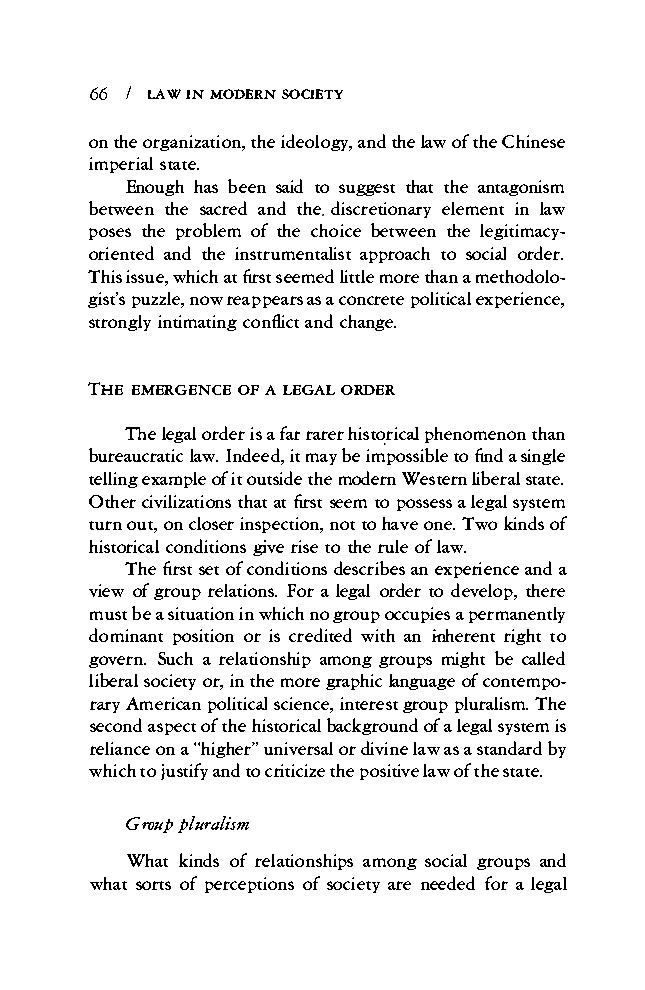 66 / LAW IN MODERN SOCIETY
on the organization, the ideology, and the law of the Chinese
imperial state.
Enough has been said to suggest that the antagonism
between the sacred and the discretionary element in law
poses the problem of the choice between the legitimacy-
oriented and the instrumentalist approach to social order.
This issue, which at first seemed little more than a methodolo-
gist's puzzle, now reappears as a concrete political experience,
strongly intimating conflict and change.
THE EMERGENCE OF A LEGAL ORDER
The legal order is a far rarer historical phenomenon than
bureaucratic law. Indeed, it may be impossible to find a single
telling example of it outside the modern Western liberal state.
Other civilizations that at first seem to possess a legal system
turn out, on closer inspection, not to have one. Two kinds of
historical conditions give rise to the rule of law.
The first set of conditions describes an experience and a
view of group relations. For a legal order to develop, there
must be a situation in which no group occupies a permanently
dominant position or is credited with an inherent right to
govern. Such a relationship among groups might be called
liberal society or, in the more graphic language of contempo-
rary American political science, interest group pluralism. The
second aspect of the historical background of a legal system is
reliance on a "higher" universal or divine law as a standard by
which to justify and to criticize the positive law of the state.
Group pluralism
What kinds of relationships among social groups and
what sorts of perceptions of society are needed for a legal